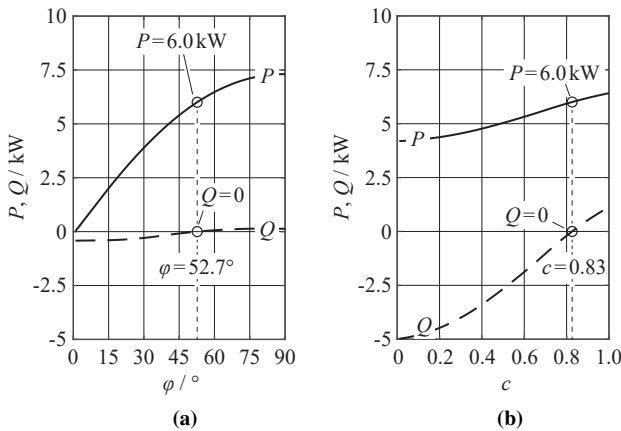 P, Q / kW
10
7.5
5
2.5
0
-2.5
-5
P=6.0 kW
P
Q=0
Q
φ=52.7°
0 15 30 45 60 75 90
φ / °
(a)
P, Q / kW
10
7.5
5
2.5
0
-2.5
-5
P=6.0 kW
P
Q=0
c=0.83
Q
0 0.2 0.4 0.6 0.8 1.0
c
(b)